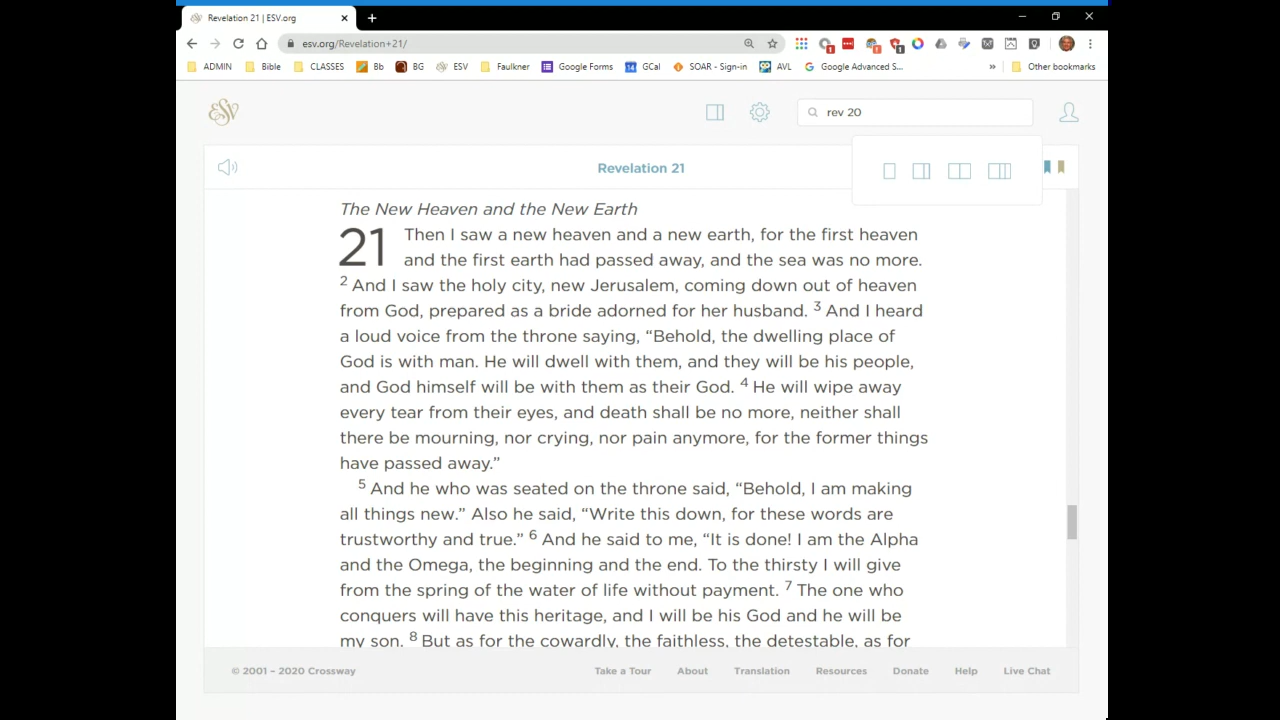 Revelation 21 | ESV.org
esv.org/Revelation+21/
ADMIN Bible CLASSES Bb BG ESV Faulkner Google Forms GCal SOAR - Sign-in AVL Google Advanced S... » Other bookmarks
ESV
rev 20
Revelation 21
The New Heaven and the New Earth
21 Then I saw a new heaven and a new earth, for the first heaven
and the first earth had passed away, and the sea was no more.
2 And I saw the holy city, new Jerusalem, coming down out of heaven
from God, prepared as a bride adorned for her husband. 3 And I heard
a loud voice from the throne saying, “Behold, the dwelling place of
God is with man. He will dwell with them, and they will be his people,
and God himself will be with them as their God. 4 He will wipe away
every tear from their eyes, and death shall be no more, neither shall
there be mourning, nor crying, nor pain anymore, for the former things
have passed away.”
5 And he who was seated on the throne said, “Behold, I am making
all things new.” Also he said, “Write this down, for these words are
trustworthy and true.” 6 And he said to me, “It is done! I am the Alpha
and the Omega, the beginning and the end. To the thirsty I will give
from the spring of the water of life without payment. 7 The one who
conquers will have this heritage, and I will be his God and he will be
my son. 8 But as for the cowardly, the faithless, the detestable, as for
© 2001 – 2020 Crossway Take a Tour About Translation Resources Donate Help Live Chat